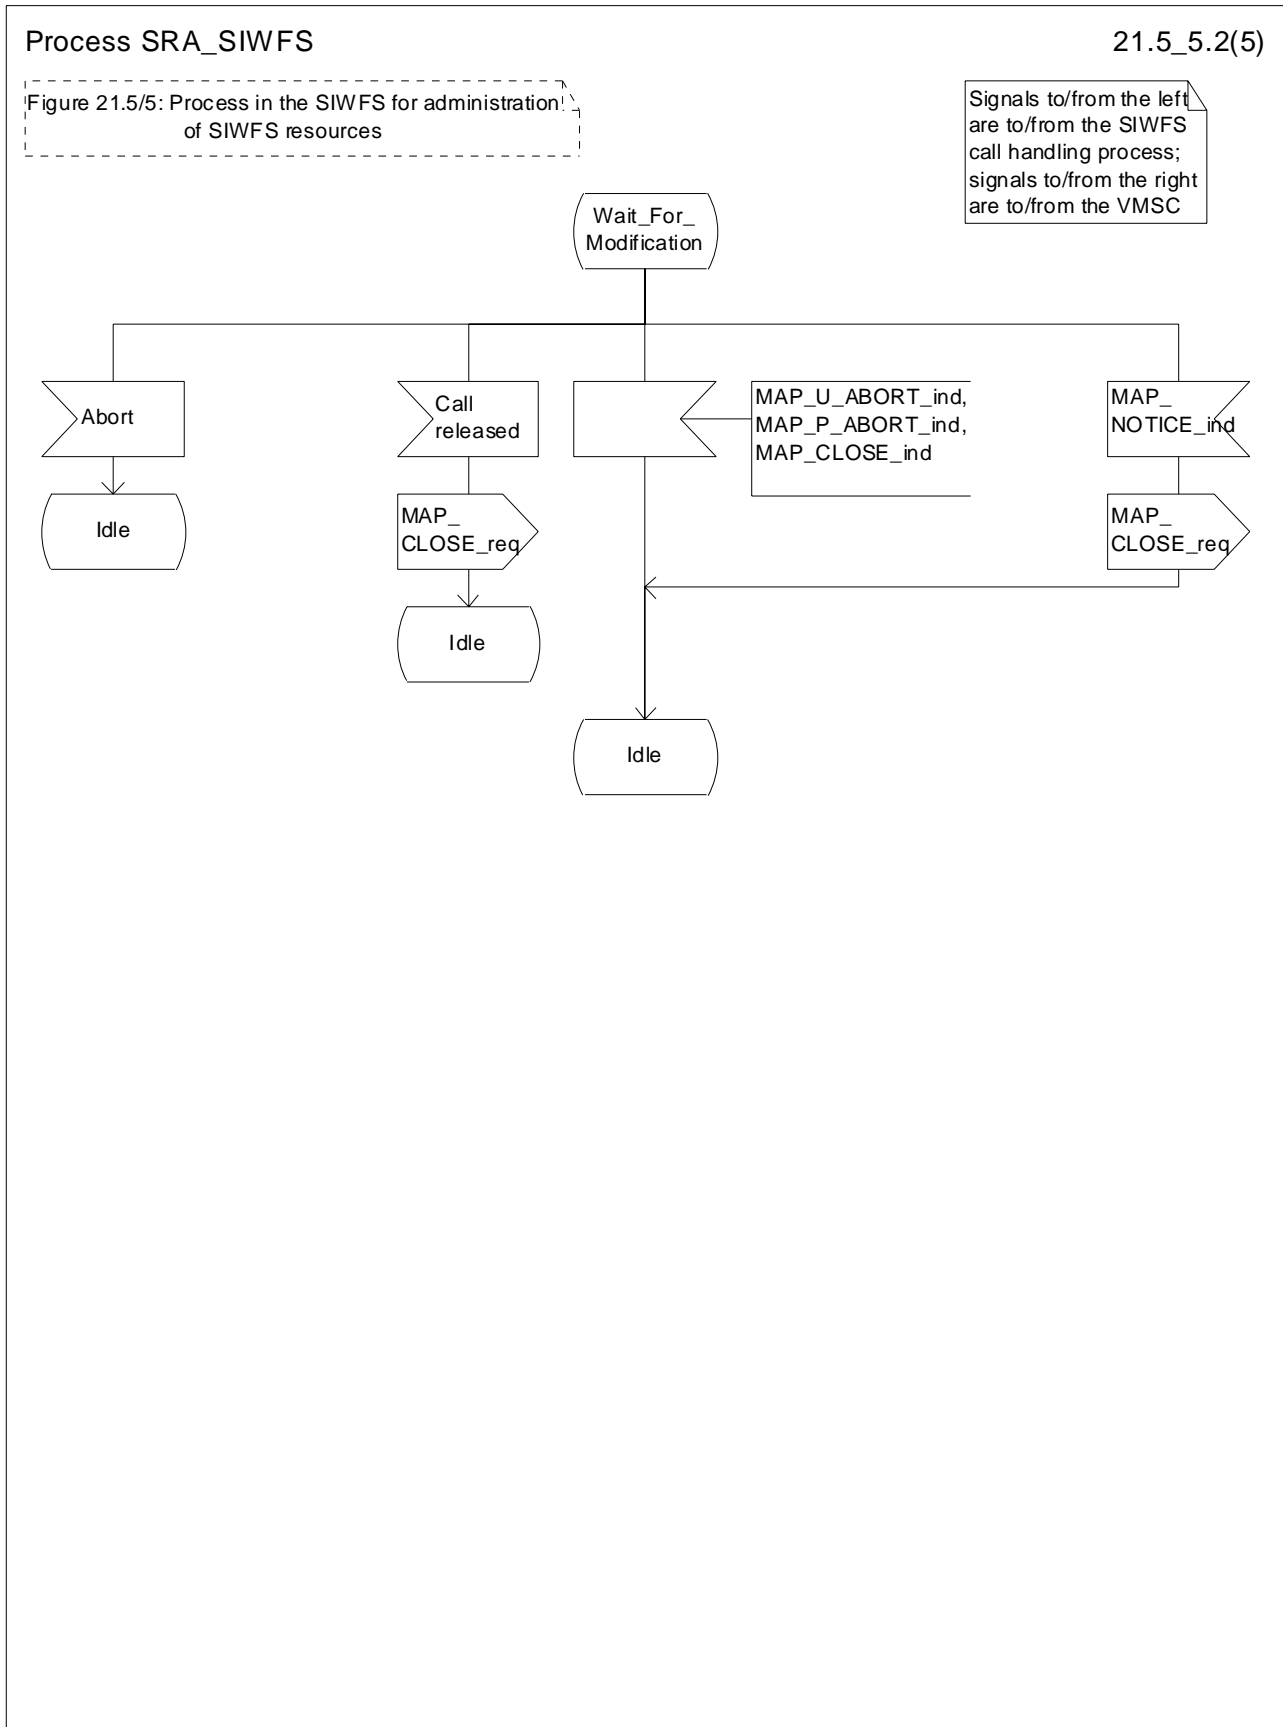 Process SRA_SIWFS
21.5_5.2(5)
Figure 21.5/5: Process in the SIWFS for administration
of SIWFS resources
Signals to/from the left
are to/from the SIWFS
call handling process;
signals to/from the right
are to/from the VMSC
Wait_For_
Modification
Abort
Call
released
MAP_U_ABORT_ind,
MAP_P_ABORT_ind,
MAP_CLOSE_ind
MAP_
NOTICE_ind
Idle
MAP_
CLOSE_req
MAP_
CLOSE_req
Idle
Idle